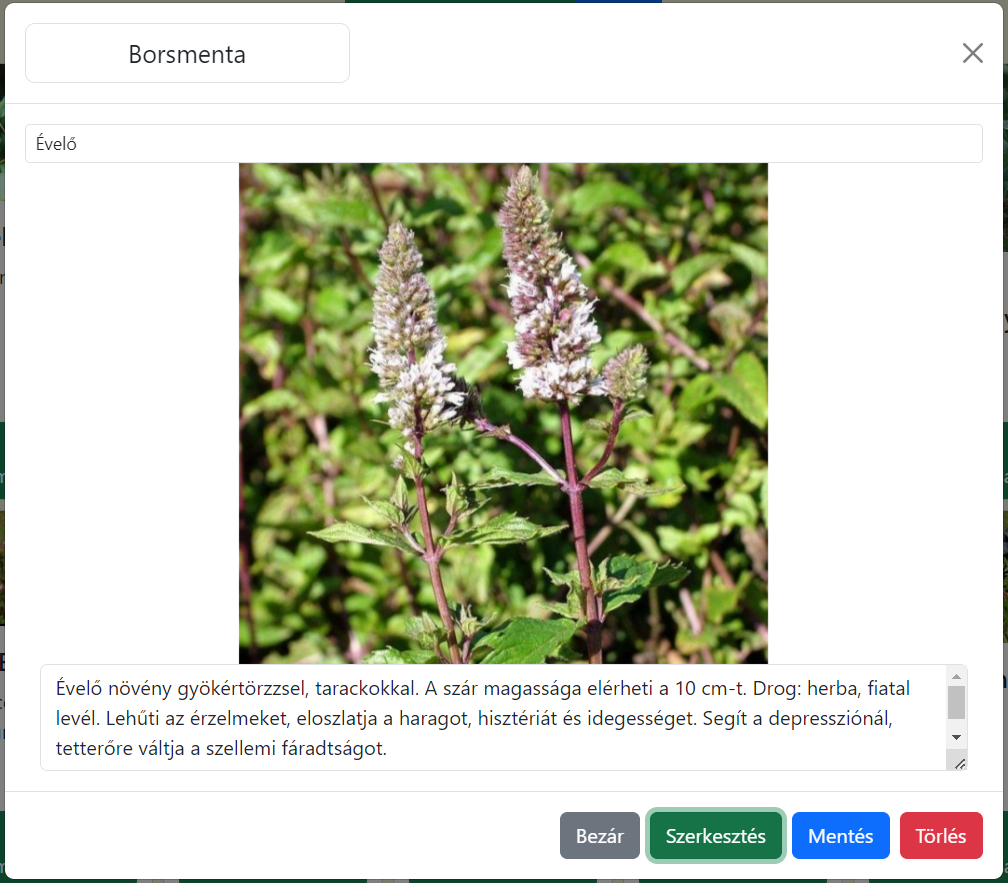 Borsmenta
Évelő
Évelő növény gyökértörzzsel, tarackokkal. A szár magassága elérheti a 10 cm-t. Drog: herba, fiatal
levél. Lehűti az érzelmeket, eloszlatja a haragot, hisztériát és idegességet. Segít a depressziónál,
tetterőre váltja a szellemi fáradtságot.
Bezár Szerkesztés Mentés Törlés